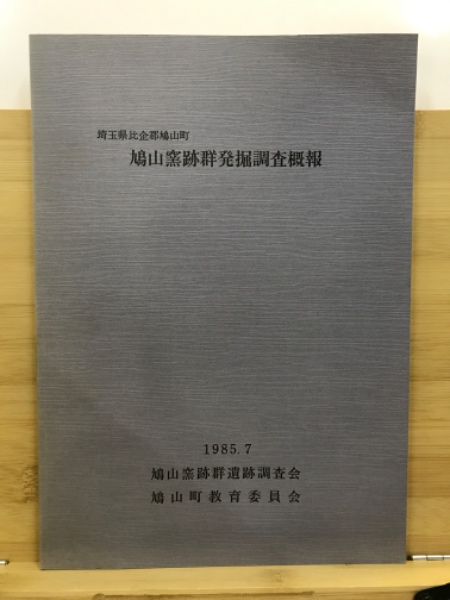 埼玉県比企郡鳩山町
鳩山窯跡群発掘調査概報
1985.7
鳩山窯跡群遺跡調査会
鳩山町教育委員会